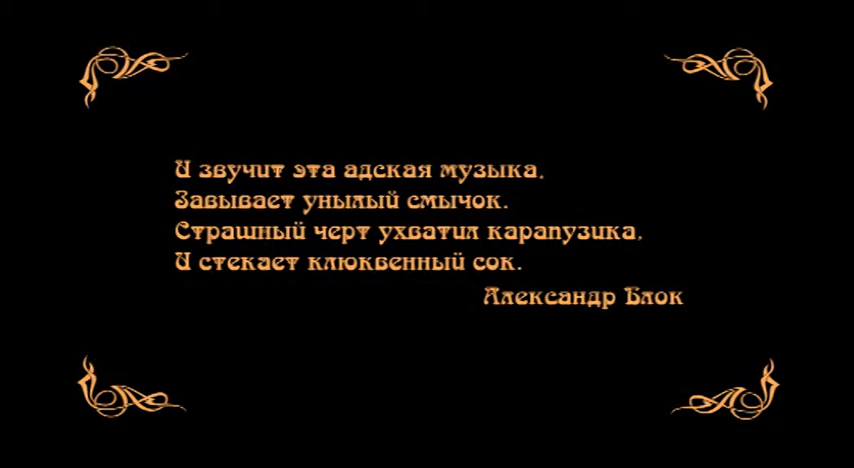 И звучит эта адская музыка,
Завывает унылый смычок.
Страшный черт ухватил карапузика,
И стекает клюквенный сок.
Александр Блок